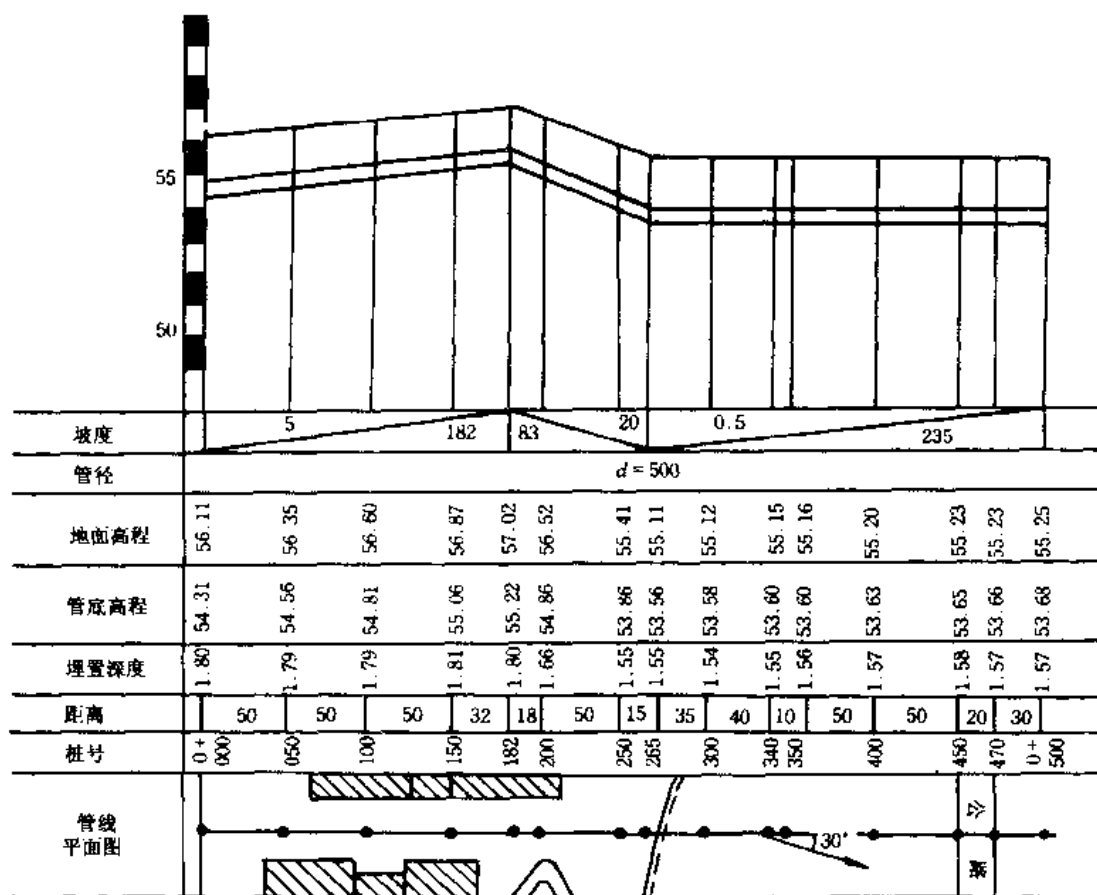 55
50
坡度 5 182 83 20 0.5 235
管径 d = 500
地面高程 56.11 56.35 56.60 56.87 57.02 56.52 55.41 55.11 55.12 55.15 55.16 55.20 55.23 55.23 55.25
管底高程 54.31 54.56 54.81 55.06 55.22 54.86 53.86 53.56 53.58 53.60 53.60 53.63 53.65 53.66 53.68
埋置深度 1.80 1.79 1.79 1.81 1.80 1.66 1.55 1.55 1.54 1.55 1.56 1.57 1.58 1.57 1.57
距离 50 50 50 32 18 50 15 35 40 10 50 50 20 30
桩号 0+000 050 100 150 182 200 250 265 300 340 350 400 450 470 0+500
管线
平面图
公
30°